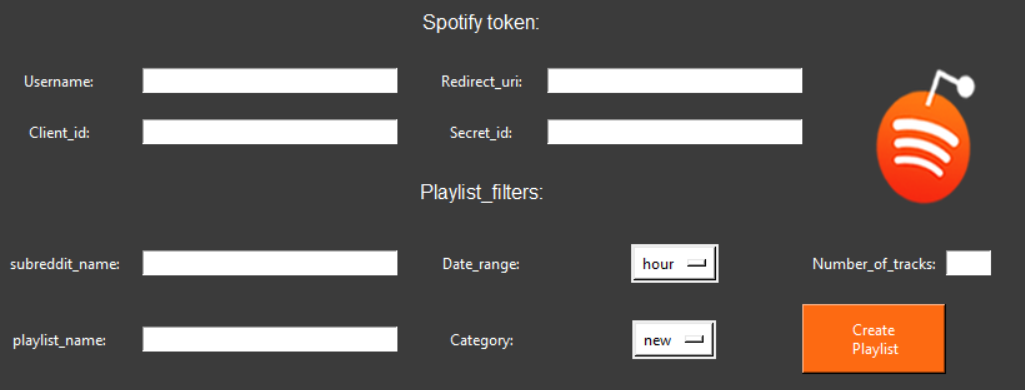 Spotify token:
Username:
Redirect_uri:
Client_id:
Secret_id:
Playlist_filters:
subreddit_name:
Date_range:
hour
Number_of_tracks:
playlist_name:
Category:
new
Create
Playlist